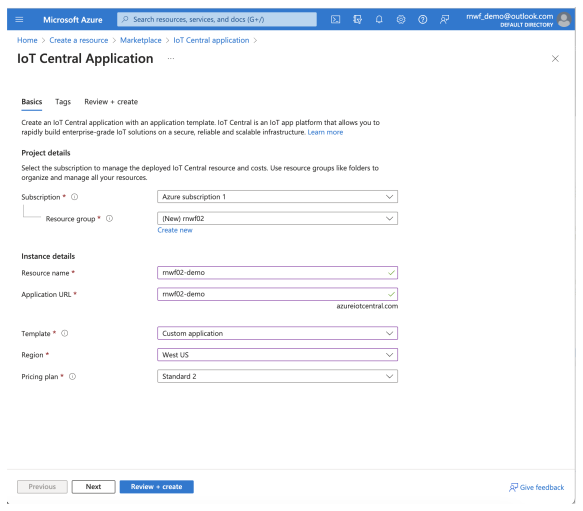 Microsoft Azure
Search resources, services, and docs (G+/)
mwf_demo@outlook.com
DEFAULT DIRECTORY
Home > Create a resource > Marketplace > IoT Central application >
IoT Central Application ...
Basics Tags Review + create
Create an IoT Central application with an application template. IoT Central is an IoT app platform that allows you to
rapidly build enterprise-grade IoT solutions on a secure, reliable and scalable infrastructure. Learn more
Project details
Select the subscription to manage the deployed IoT Central resource and costs. Use resource groups like folders to
organize and manage all your resources.
Subscription * Azure subscription 1
Resource group * (New) rnwf02
Create new
Instance details
Resource name * rnwf02-demo
Application URL * rnwf02-demo
azureiotcentral.com
Template * Custom application
Region * West US
Pricing plan * Standard 2
Previous Next Review + create Give feedback